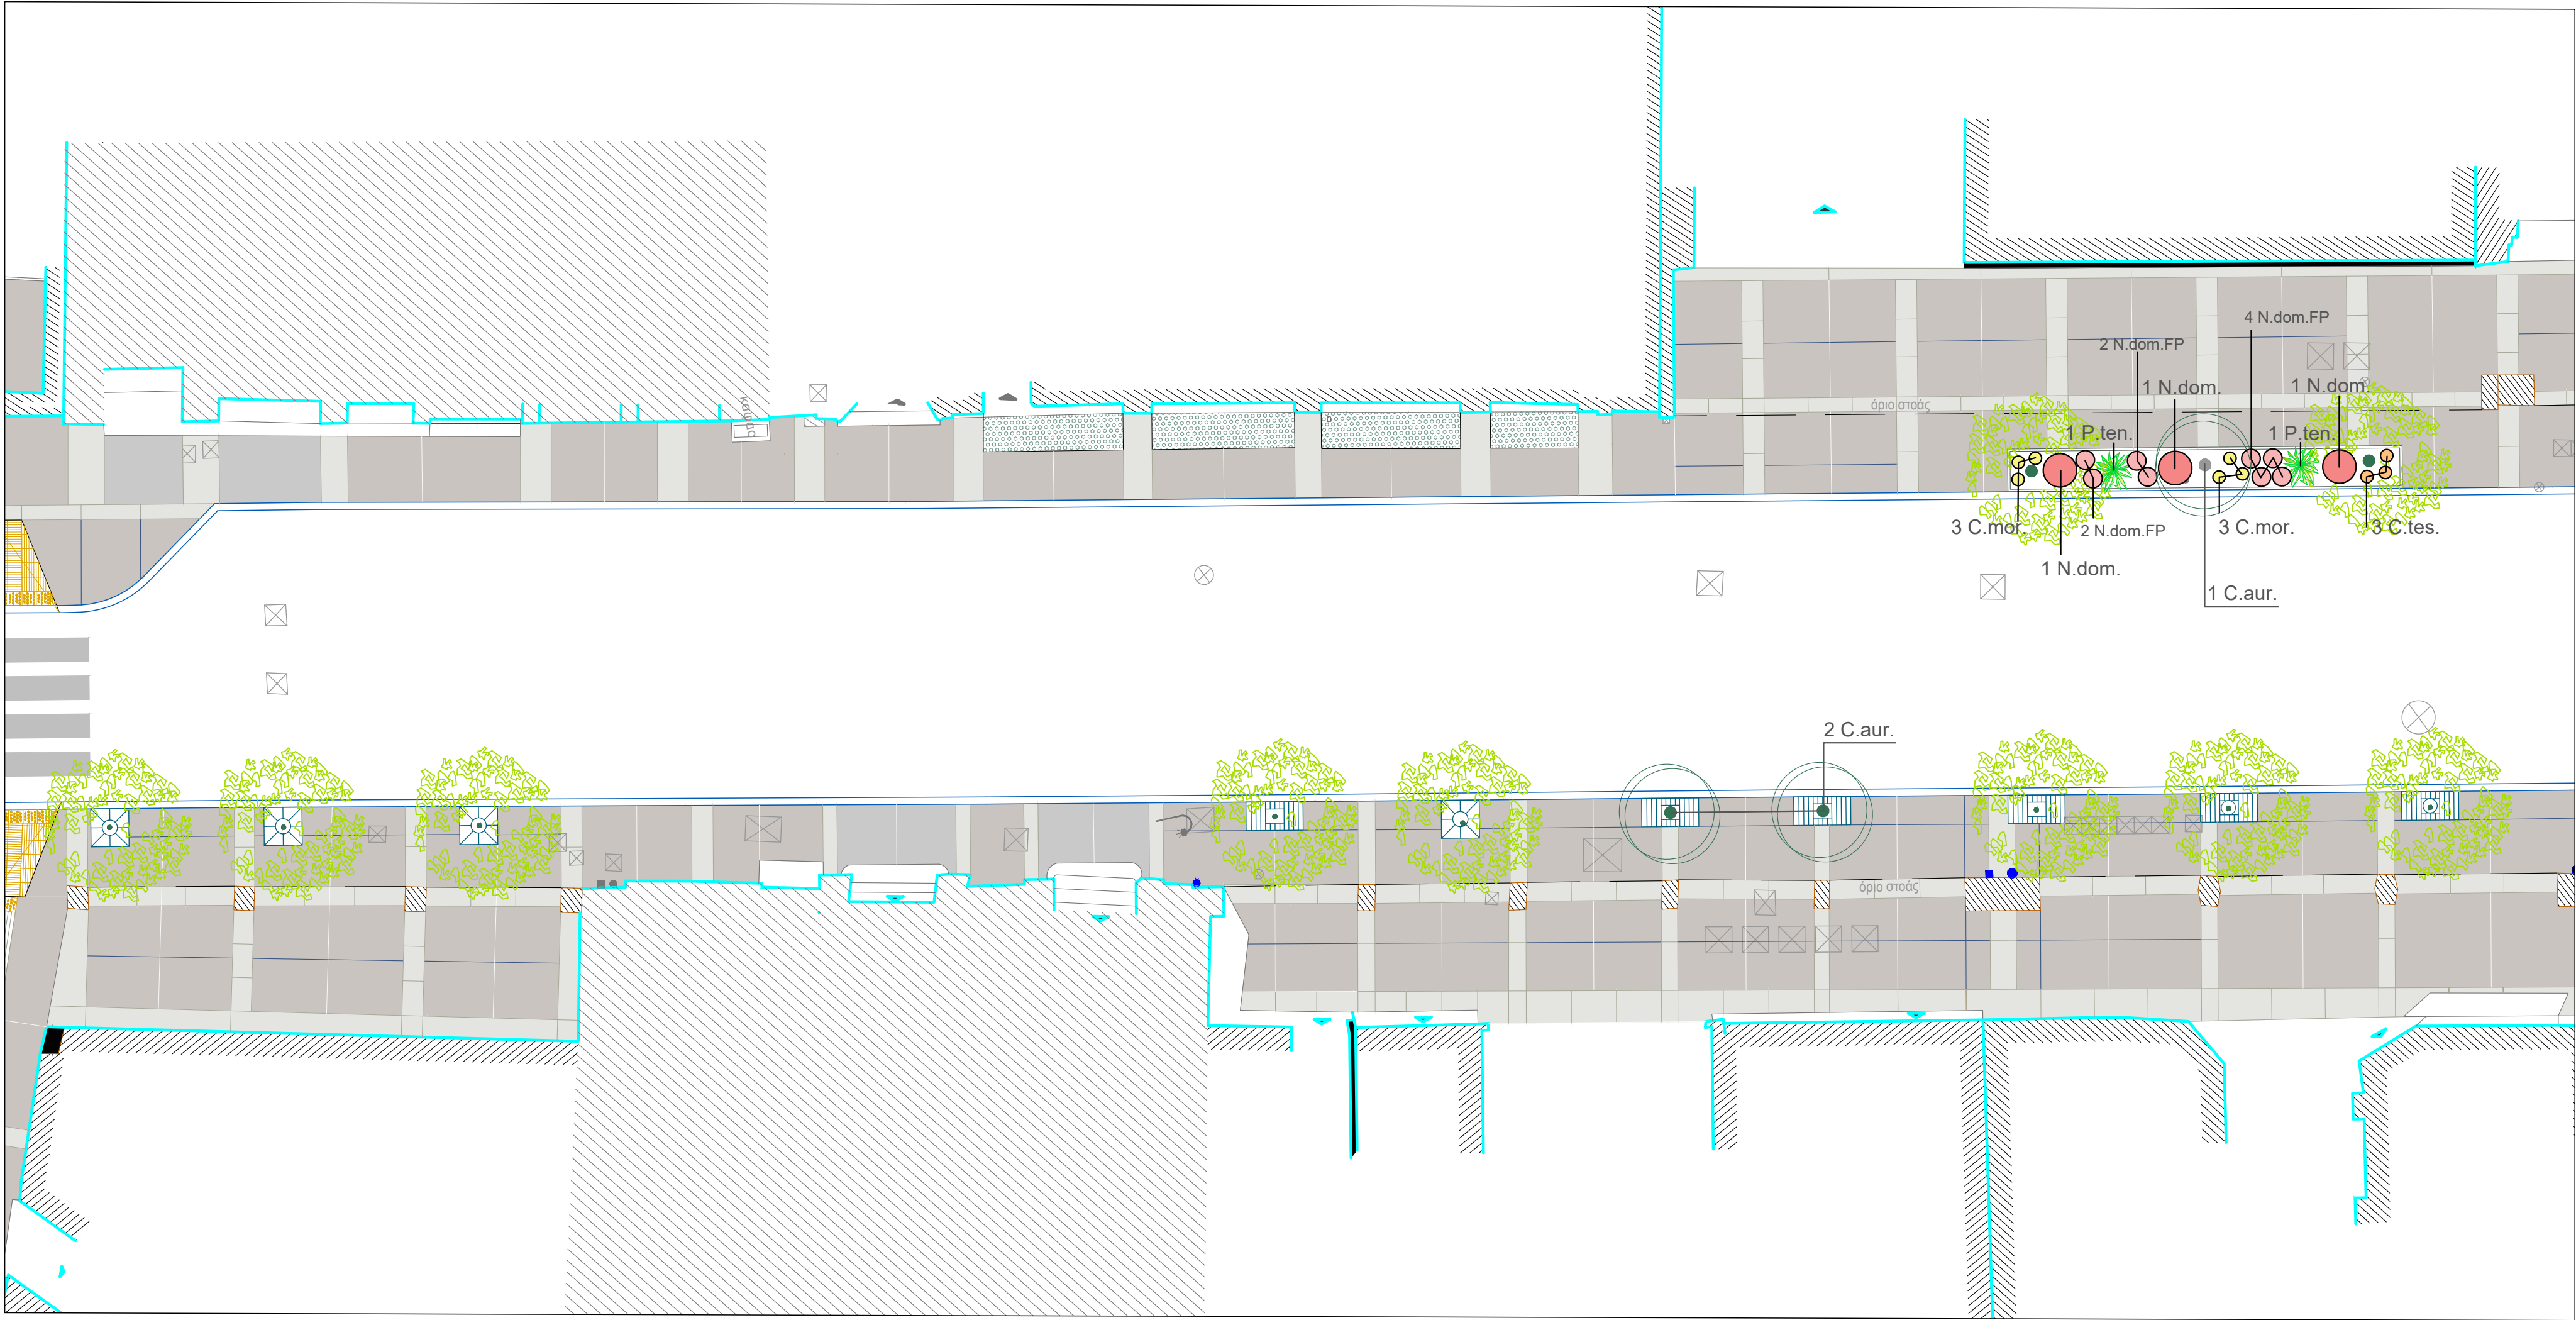 4 N.dom.FP
2 N.dom.FP
1 N.dom.
1 N.dom.
κάφαο
όριο στοάς
1 P.ten.
1 P.ten.
3 C.mor.
2 N.dom.FP
3 C.mor.
3 C.tes.
1 N.dom.
1 C.aur.
2 C.aur.
όριο στοάς